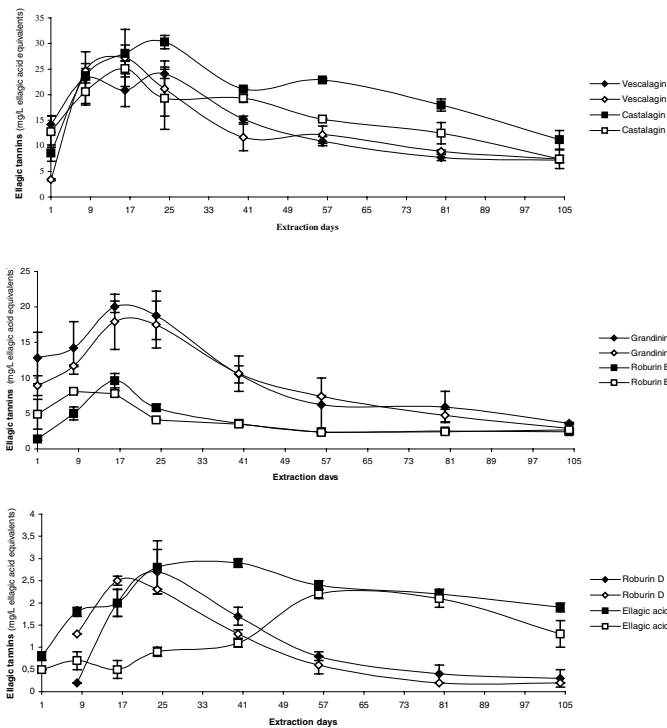 Ellagic tannins (mg/L ellagic acid equivalents)
35
30
25
20
15
10
5
0
1 9 17 25 33 41 49 57 65 73 81 89 97 105
Extraction days
Vescalagin
Vescalagin
Castalagin
Castalagin
Ellagic tannins (mg/L ellagic acid equivalents)
25
20
15
10
5
0
1 9 17 25 33 41 49 57 65 73 81 89 97 105
Extraction days
Grandinin
Grandinin
Roburin E
Roburin E
Ellagic tannins (mg/L ellagic acid equivalents)
4
3,5
3
2,5
2
1,5
1
0,5
0
1 9 17 25 33 41 49 57 65 73 81 89 97 105
Extraction days
Roburin D
Roburin D
Ellagic acid
Ellagic acid